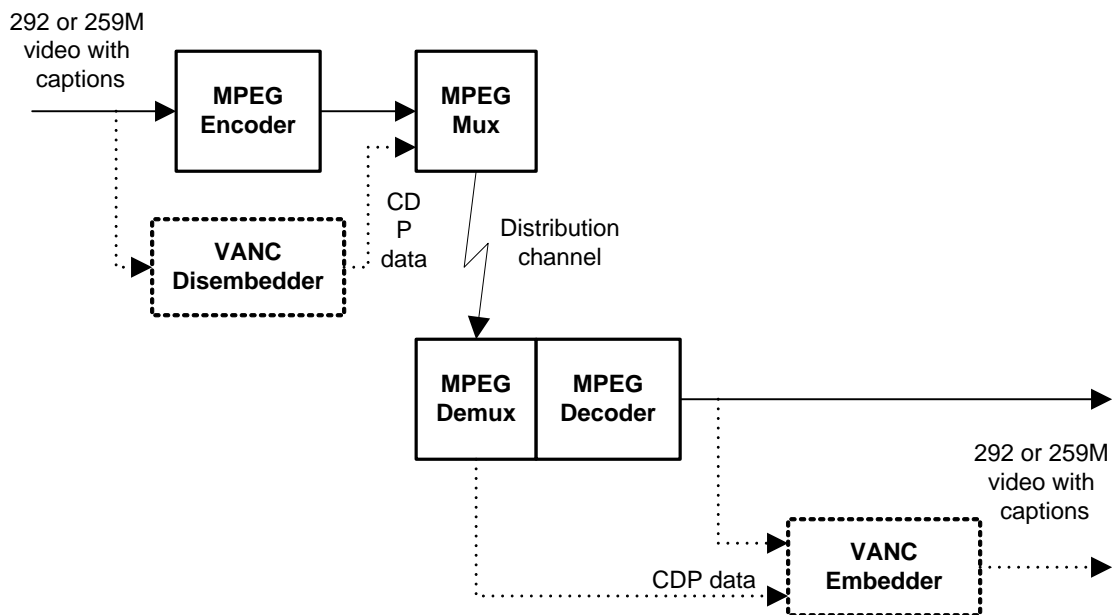 292 or 259M
video with
captions
MPEG
Encoder
MPEG
Mux
CD
P
data
VANC
Disembedder
Distribution
channel
MPEG
Demux
MPEG
Decoder
292 or 259M
video with
captions
CDP data
VANC
Embedder